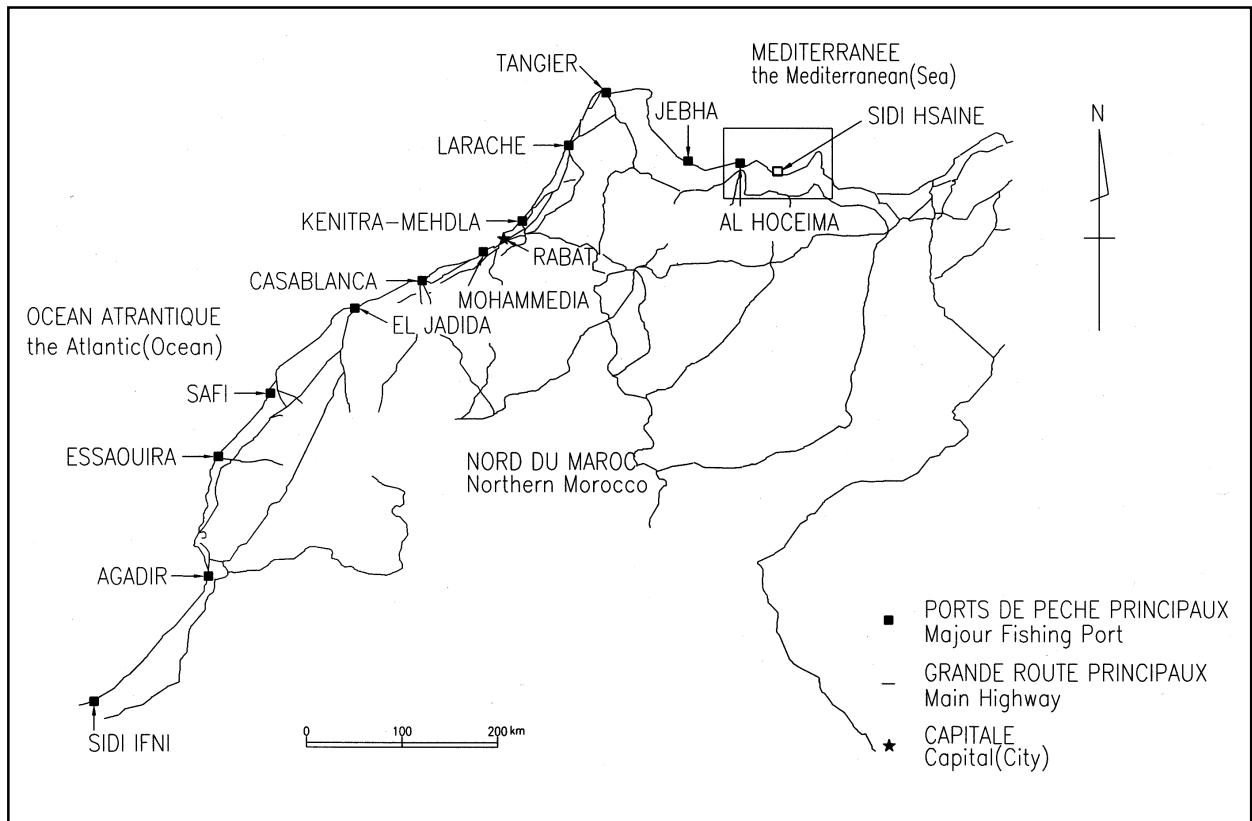 MEDITERRANEE
the Mediterranean(Sea)
TANGIER
JEBHA
SIDI HSAINE
N
LARACHE
KENITRA-MEHDLA
AL HOCEIMA
RABAT
CASABLANCA
MOHAMMEDIA
OCEAN ATRANTIQUE
the Atlantic(Ocean)
EL JADIDA
SAFI
ESSAOUIRA
NORD DU MAROC
Northern Morocco
AGADIR
PORTS DE PECHE PRINCIPAUX
Majour Fishing Port
GRANDE ROUTE PRINCIPAUX
Main Highway
CAPITALE
Capital(City)
SIDI IFNI
0 100 200 km